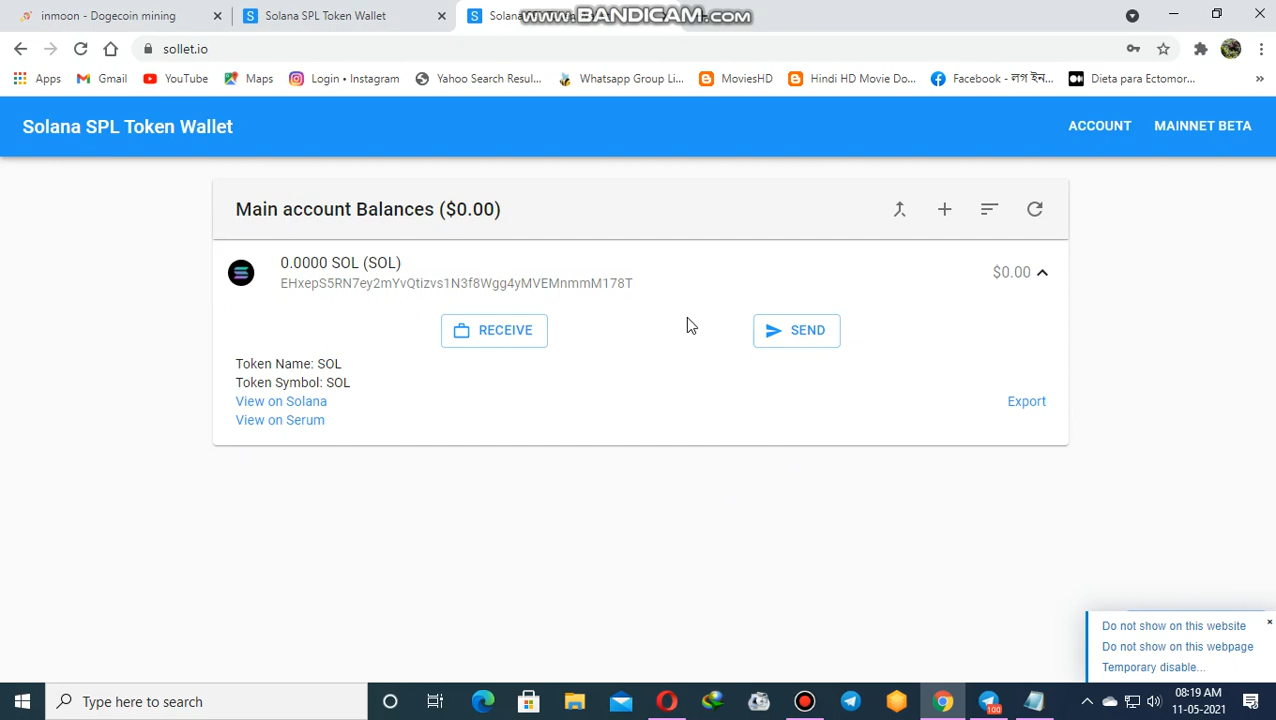 inmoon - Dogecoin mining
Solana SPL Token Wallet
Solan
www.BANDICAM.com
sollet.io
Apps
Gmail
YouTube
Maps
Login • Instagram
Yahoo Search Resul...
Whatsapp Group Li...
MoviesHD
Hindi HD Movie Do...
Facebook - লগ ইন...
Dieta para Ectomor...
»
Solana SPL Token Wallet
ACCOUNT
MAINNET BETA
Main account Balances ($0.00)
0.0000 SOL (SOL)
EHxepS5RN7ey2mYvQtizvs1N3f8Wgg4yMVEMnmmM178T
$0.00
RECEIVE
SEND
Token Name: SOL
Token Symbol: SOL
View on Solana
Export
View on Serum
Do not show on this website
Do not show on this webpage
Temporary disable...
Type here to search
100
08:19 AM
11-05-2021